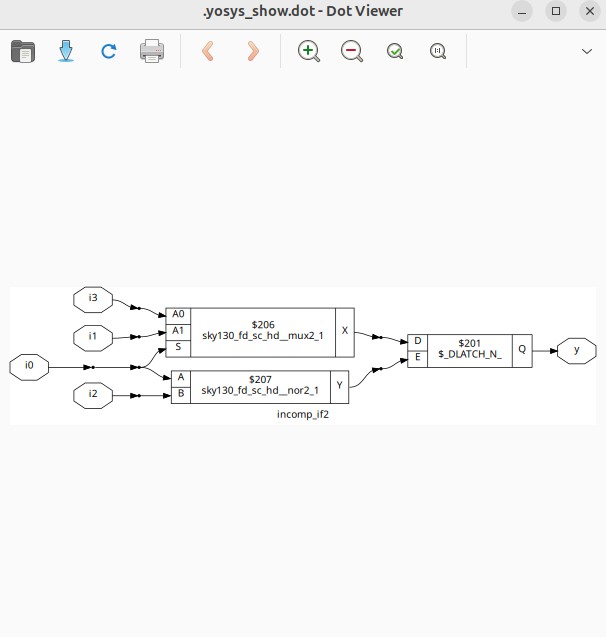 .yosys_show.dot - Dot Viewer
i3
i1
i0
i2
A0
A1
S
$206
sky130_fd_sc_hd__mux2_1
X
A
B
$207
sky130_fd_sc_hd__nor2_1
Y
D
E
$201
$_DLATCH_N_
Q
y
incomp_if2